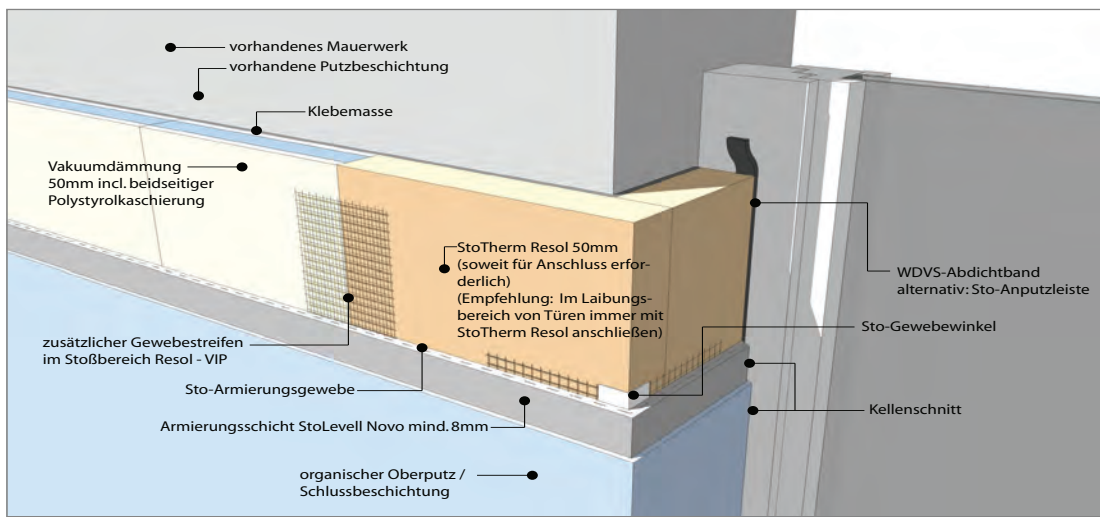 vorhandenes Mauerwerk
vorhandene Putzbeschichtung
Klebemasse
Vakuumdämmung
50mm incl. beidseitiger
Polystyrolkaschierung
StoTherm Resol 50mm
(soweit für Anschluss erfor-
derlich)
(Empfehlung: Im Laibungs-
bereich von Türen immer mit
StoTherm Resol anschließen)
WDVS-Abdichtband
alternativ: Sto-Anputzleiste
Sto-Gewebewinkel
zusätzlicher Gewebestreifen
im Stoßbereich Resol - VIP
Sto-Armierungsgewebe
Kellenschnitt
Armierungsschicht StoLevell Novo mind. 8mm
organischer Oberputz /
Schlussbeschichtung